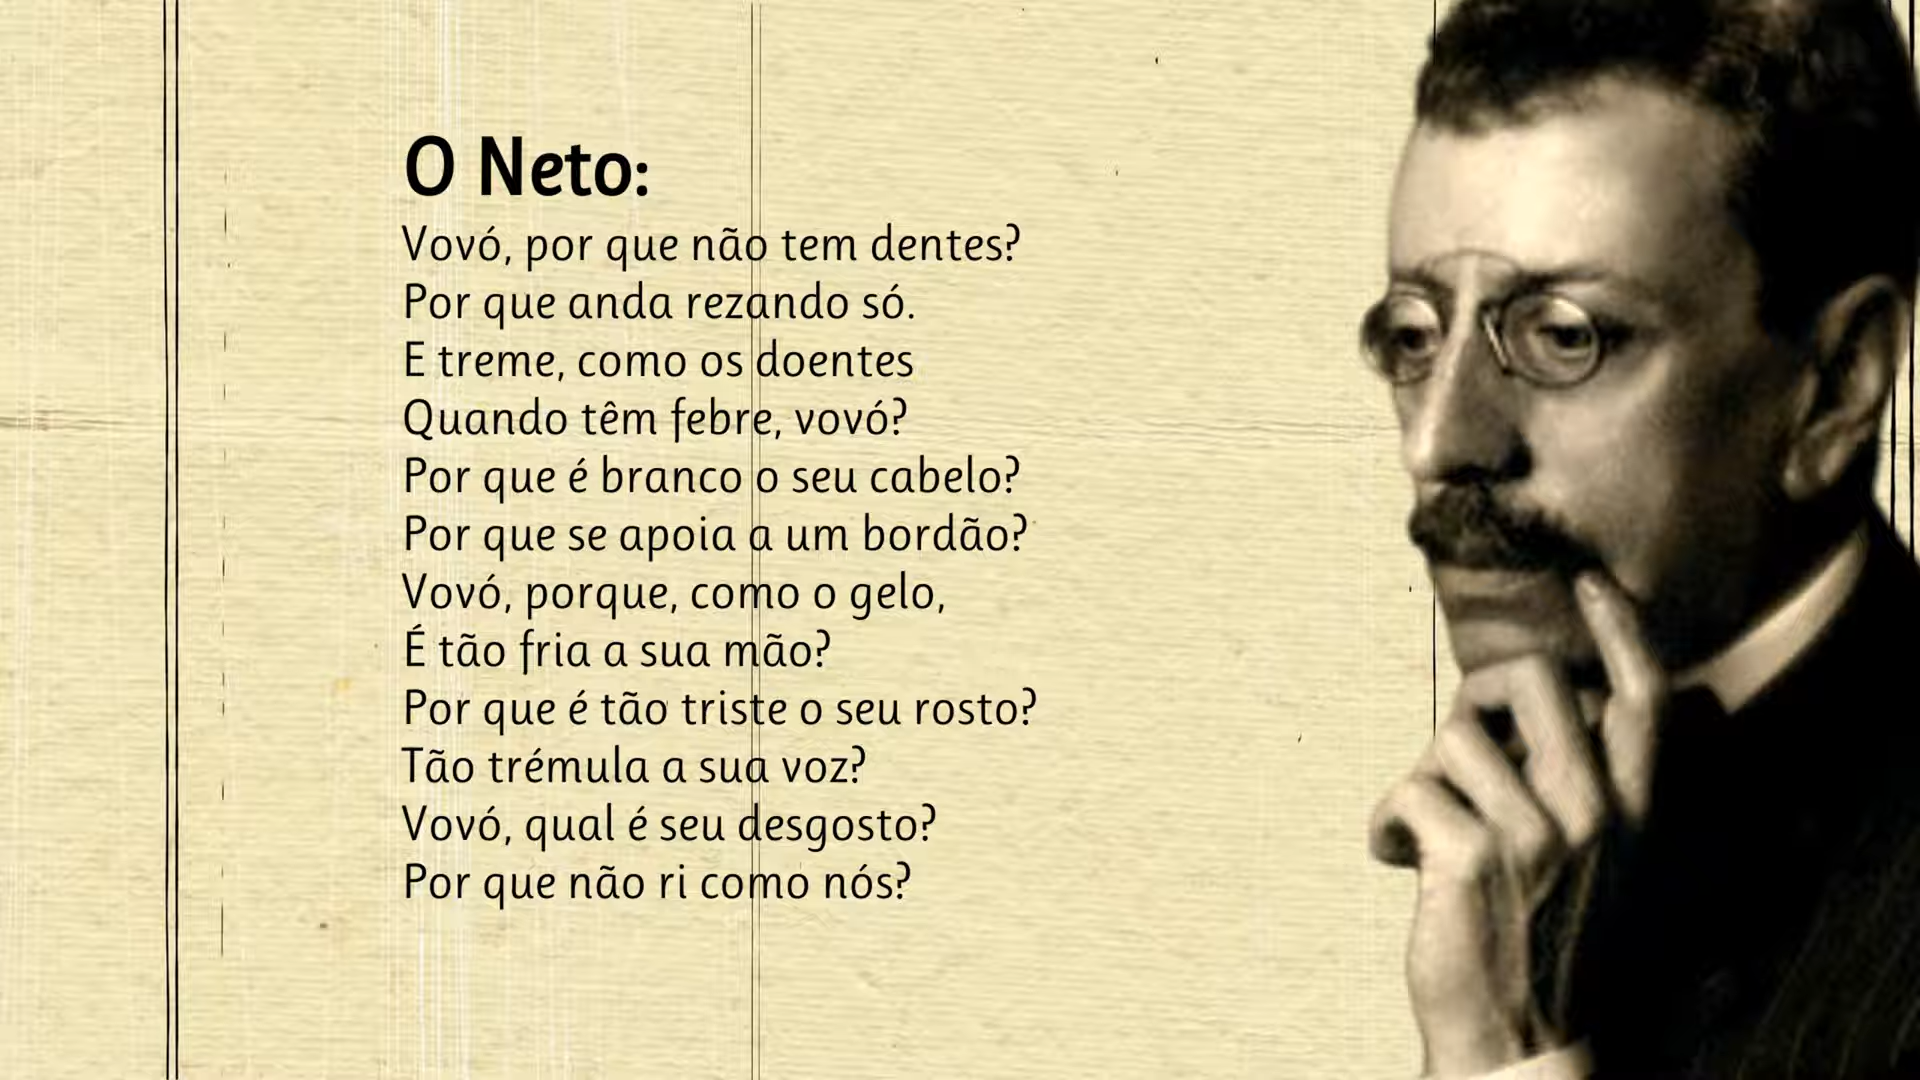 O Neto:
Vovó, por que não tem dentes?
Por que anda rezando só.
E treme, como os doentes
Quando têm febre, vovó?
Por que é branco o seu cabelo?
Por que se apoia a um bordão?
Vovó, porque, como o gelo,
É tão fria a sua mão?
Por que é tão triste o seu rosto?
Tão trémula a sua voz?
Vovó, qual é seu desgosto?
Por que não ri como nós?